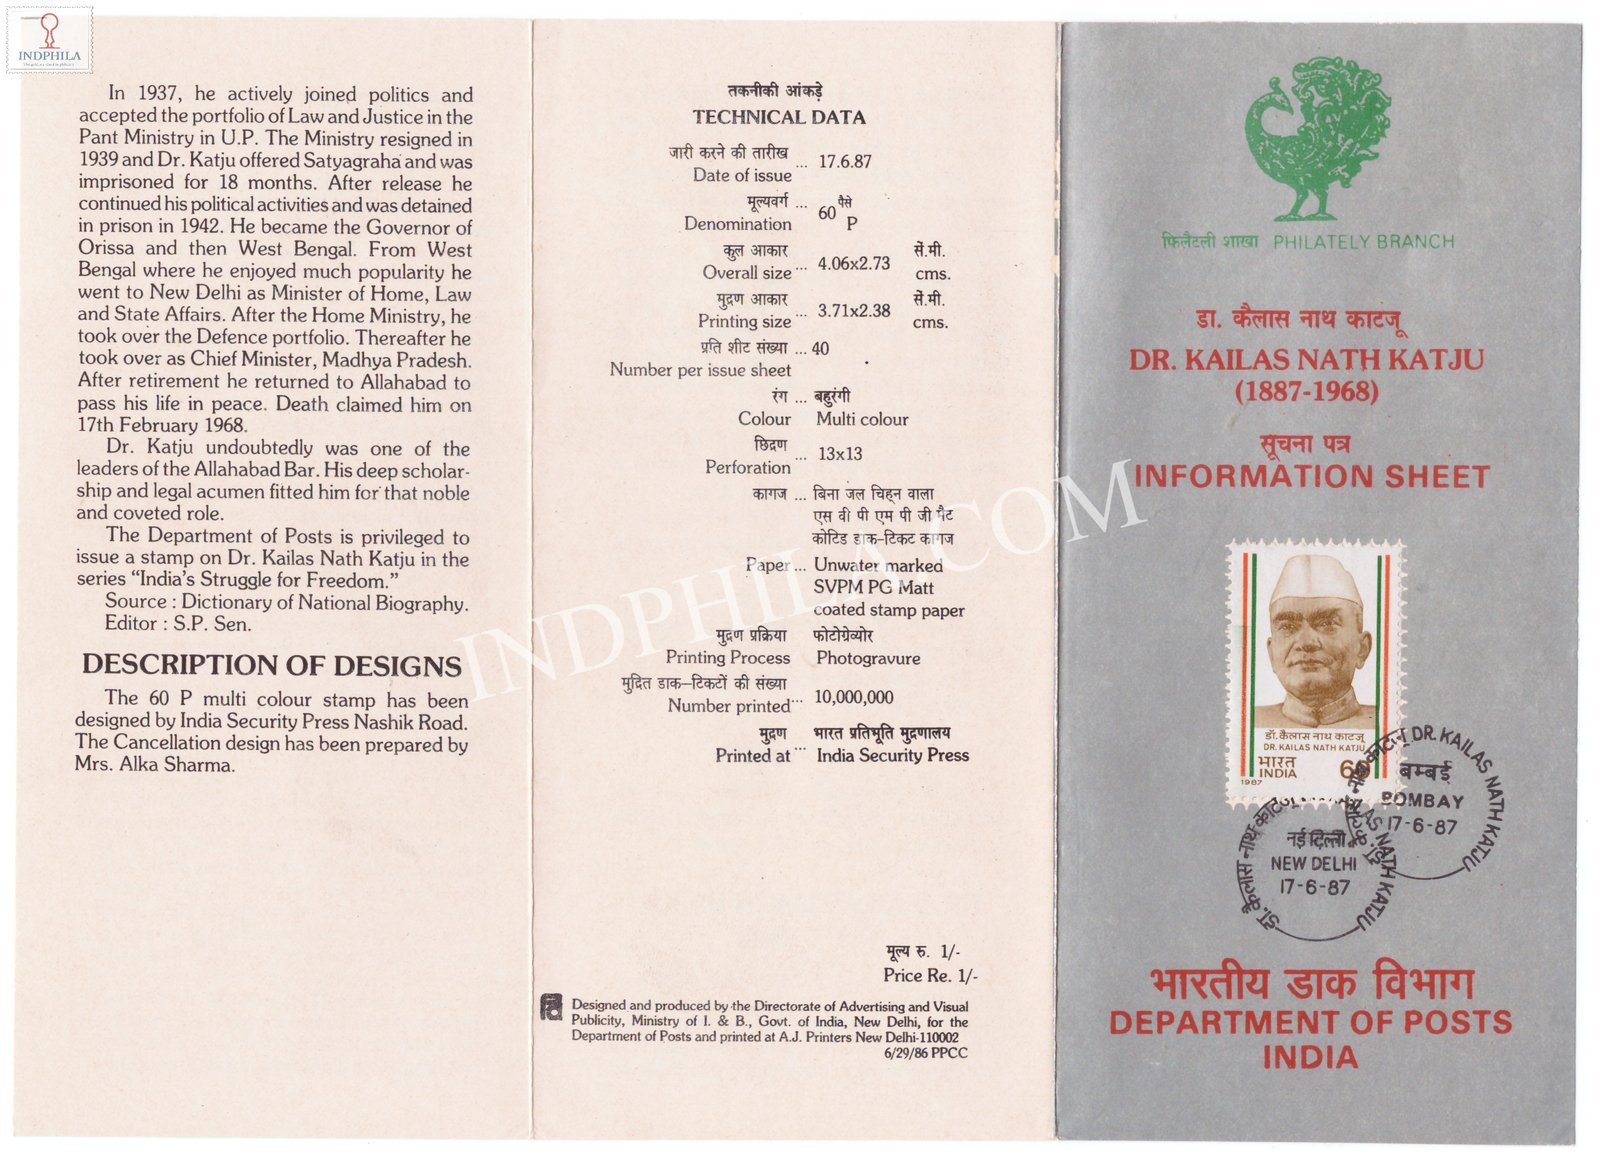 INDPHILA
In 1937, he actively joined politics and
accepted the portfolio of Law and Justice in the
Pant Ministry in U.P. The Ministry resigned in
1939 and Dr. Katju offered Satyagraha and was
imprisoned for 18 months. After release he
continued his political activities and was detained
in prison in 1942. He became the Governor of
Orissa and then West Bengal. From West
Bengal where he enjoyed much popularity he
went to New Delhi as Minister of Home, Law
and State Affairs. After the Home Ministry, he
took over the Defence portfolio. Thereafter he
took over as Chief Minister, Madhya Pradesh.
After retirement he returned to Allahabad to
pass his life in peace. Death claimed him on
17th February 1968.
Dr. Katju undoubtedly was one of the
leaders of the Allahabad Bar. His deep scholar-
ship and legal acumen fitted him for that noble
and coveted role.
The Department of Posts is privileged to
issue a stamp on Dr. Kailas Nath Katju in the
series “India’s Struggle for Freedom.”
Source : Dictionary of National Biography.
Editor : S.P. Sen.
DESCRIPTION OF DESIGNS
The 60 P multi colour stamp has been
designed by India Security Press Nashik Road.
The Cancellation design has been prepared by
Mrs. Alka Sharma.
तकनीकी आंकड़े
TECHNICAL DATA
जारी करने की तारीख
Date of issue ... 17.6.87
मूल्यवर्ग ... 60 पैसे
Denomination P
कुल आकार सें.मी.
Overall size ... 4.06x2.73 cms.
मुद्रण आकार सें.मी.
Printing size ... 3.71x2.38 cms.
प्रति शीट संख्या ... 40
Number per issue sheet
रंग ... बहुरंगी
Colour Multi colour
छिद्रण
Perforation ... 13x13
कागज ... बिना जल चिह्न वाला
एस वी पी एम पी जी मैट
कोटिड डाक-टिकट कागज
Paper ... Unwater marked
SVPM PG Matt
coated stamp paper
मुद्रण प्रक्रिया फोटोग्रेव्योर
Printing Process Photogravure
मुद्रित डाक-टिकटों की संख्या
Number printed ... 10,000,000
मुद्रण भारत प्रतिभूति मुद्रणालय
Printed at ... India Security Press
मूल्य रु. 1/-
Price Re. 1/-
Designed and produced by the Directorate of Advertising and Visual
Publicity, Ministry of I. & B., Govt. of India, New Delhi, for the
Department of Posts and printed at A.J. Printers New Delhi-110002
6/29/86 PPCC
फिलैटली शाखा PHILATELY BRANCH
डा. कैलास नाथ काटजू
DR. KAILAS NATH KATJU
(1887-1968)
सूचना पत्र
INFORMATION SHEET
डॉ. कैलास नाथ काटजू
DR. KAILAS NATH KATJU
भारत 60
INDIA
1987
डॉ. कैलास नाथ काटजू DR. KAILAS NATH KATJU
बम्बई
BOMBAY
17-6-87
डॉ. कैलास नाथ काटजू NATH KATJU
नई दिल्ली
NEW DELHI
17-6-87
भारतीय डाक विभाग
DEPARTMENT OF POSTS
INDIA
INDPHILA.COM